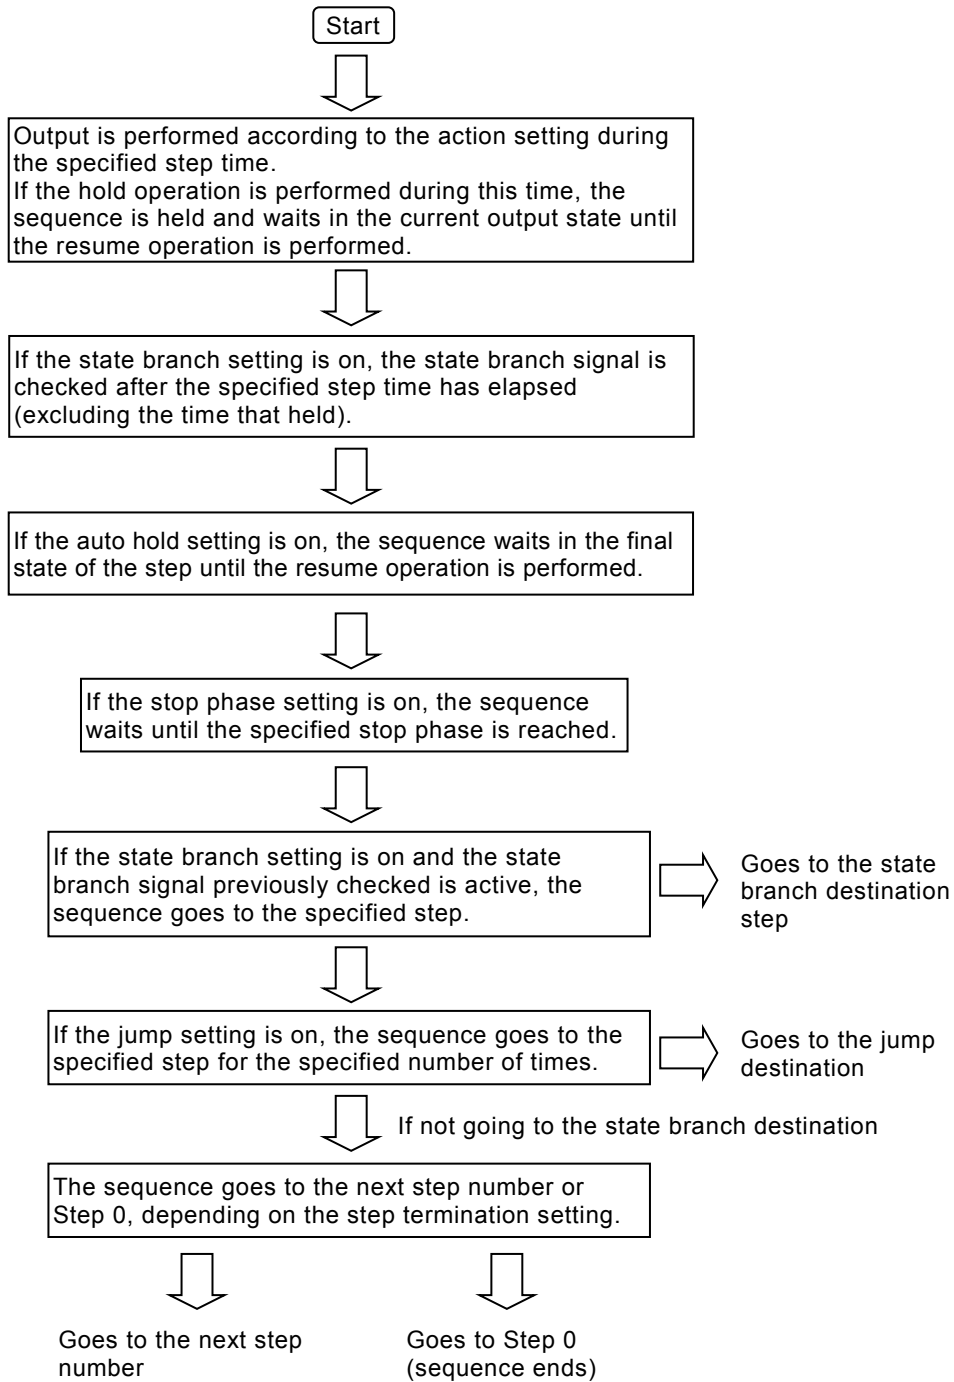 Start
Output is performed according to the action setting during
the specified step time.
If the hold operation is performed during this time, the
sequence is held and waits in the current output state until
the resume operation is performed.
If the state branch setting is on, the state branch signal is
checked after the specified step time has elapsed
(excluding the time that held).
If the auto hold setting is on, the sequence waits in the final
state of the step until the resume operation is performed.
If the stop phase setting is on, the sequence
waits until the specified stop phase is reached.
If the state branch setting is on and the state
branch signal previously checked is active, the
sequence goes to the specified step.
Goes to the state
branch destination
step
If the jump setting is on, the sequence goes to the
specified step for the specified number of times.
Goes to the jump
destination
If not going to the state branch destination
The sequence goes to the next step number or
Step 0, depending on the step termination setting.
Goes to the next step
number
Goes to Step 0
(sequence ends)